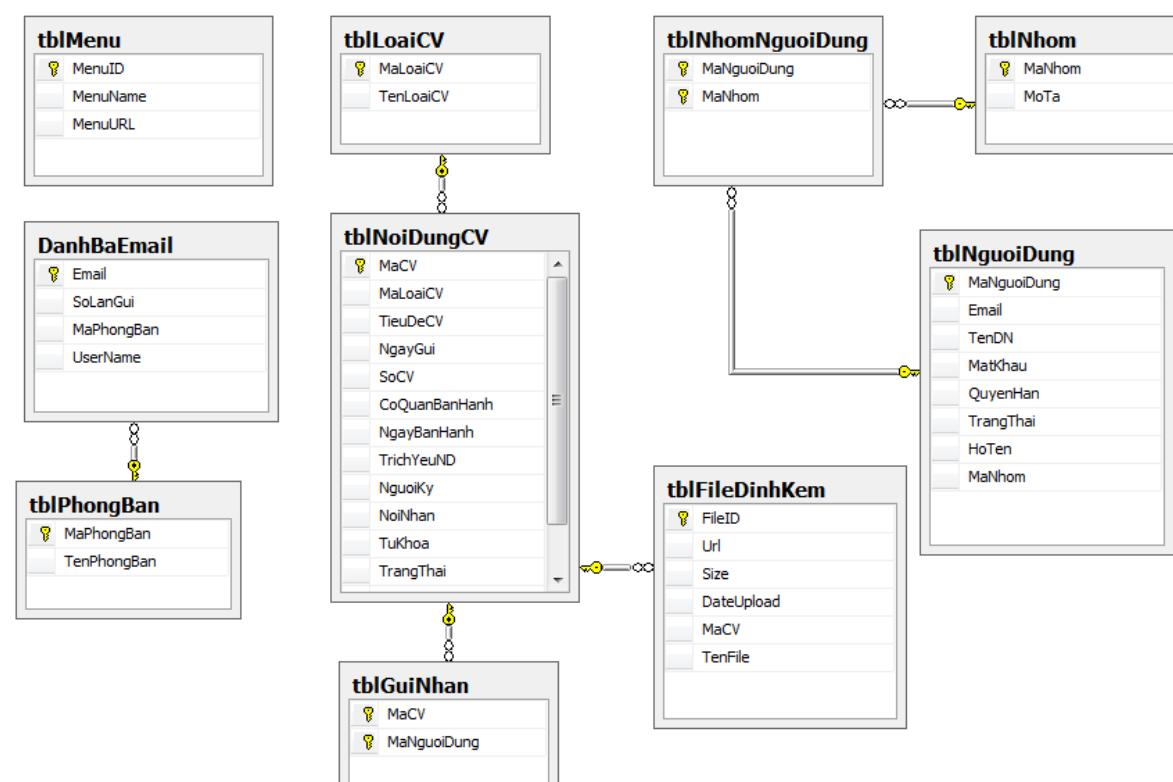 tblMenu
MenuID
MenuName
MenuURL
tblLoaiCV
MaLoaiCV
TenLoaiCV
tblNhomNguoiDung
MaNguoiDung
MaNhom
tblNhom
MaNhom
MoTa
DanhBaEmail
Email
SoLanGui
MaPhongBan
UserName
tblNoiDungCV
MaCV
MaLoaiCV
TieuDeCV
NgayGui
SoCV
CoQuanBanHanh
NgayBanHanh
TrichYeuND
NguoiKy
NoiNhan
TuKhoa
TrangThai
tblNguoiDung
MaNguoiDung
Email
TenDN
MatKhau
QuyenHan
TrangThai
HoTen
MaNhom
tblPhongBan
MaPhongBan
TenPhongBan
tblFileDinhKem
FileID
Url
Size
DateUpload
MaCV
TenFile
tblGuiNhan
MaCV
MaNguoiDung